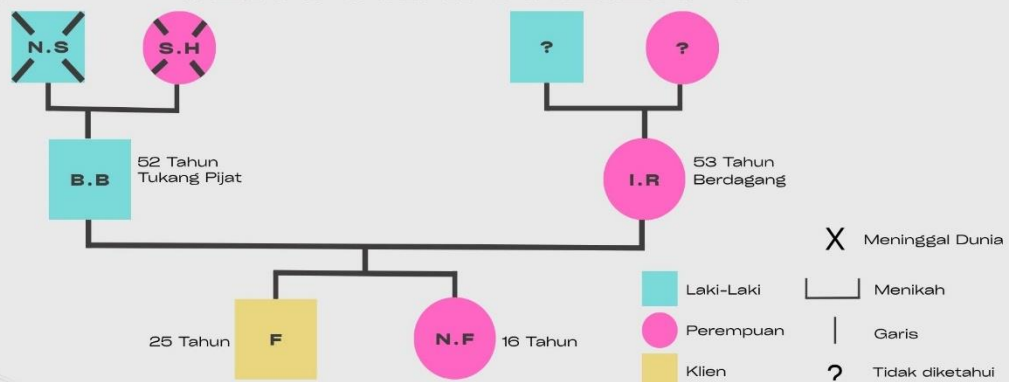 N.S
S.H
?
?
B.B
52 Tahun
Tukang Pijat
I.R
53 Tahun
Berdagang
25 Tahun
F
N.F
16 Tahun
X Meninggal Dunia
Laki-Laki
Menikah
Perempuan
Garis
Klien
? Tidak diketahui